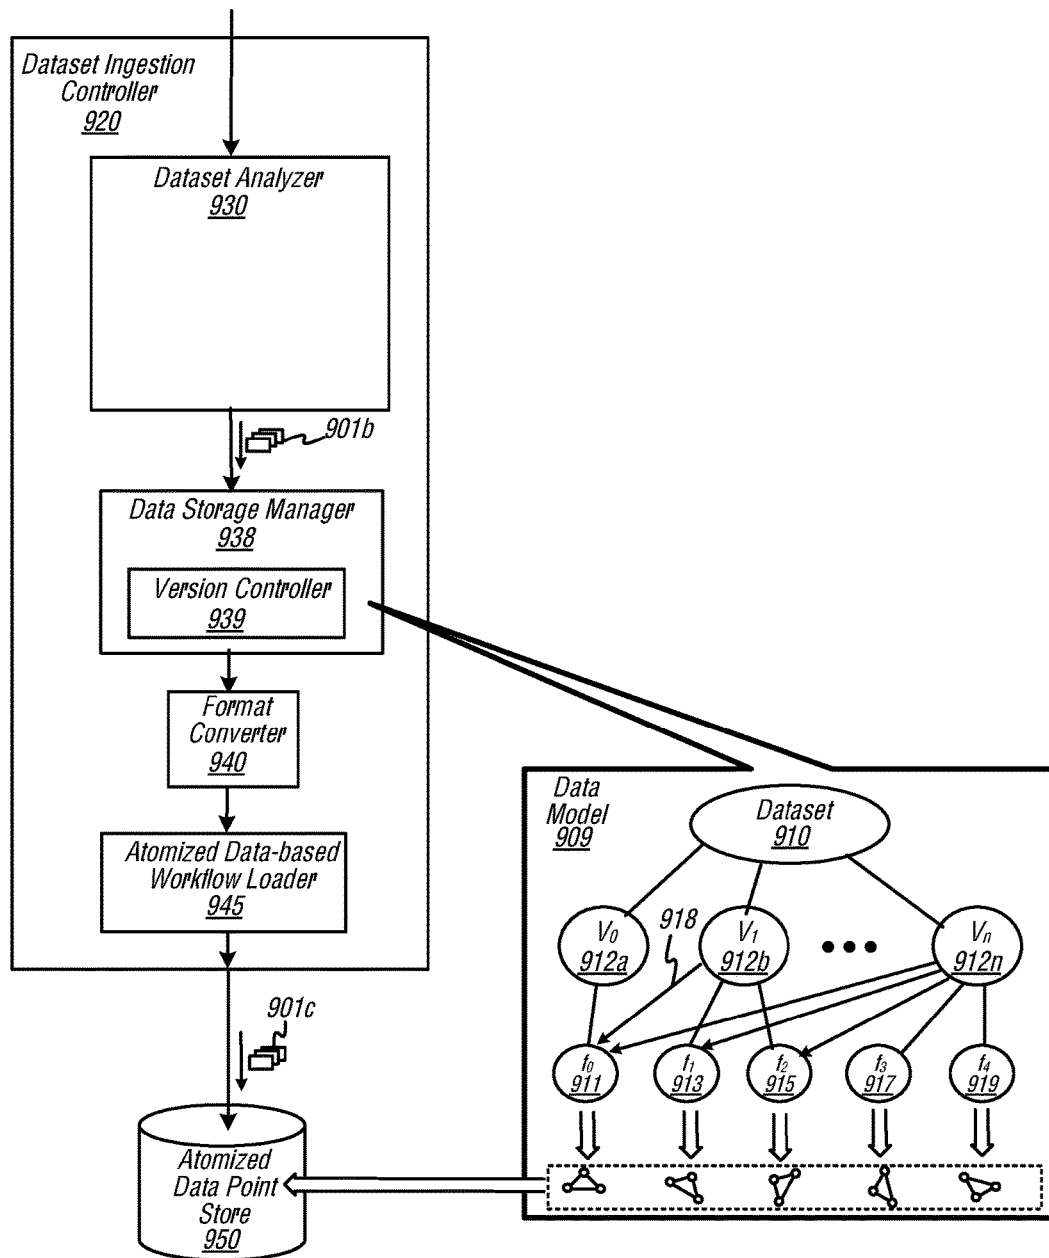 Dataset Ingestion
Controller
920
Dataset Analyzer
930
901b
Data Storage Manager
938
Version Controller
939
Format
Converter
940
Atomized Data-based
Workflow Loader
945
901c
Atomized
Data Point
Store
950
Data
Model
909
Dataset
910
918
V0
912a
V1
912b
Vn
912n
f0
911
f1
913
f2
915
f3
917
f4
919